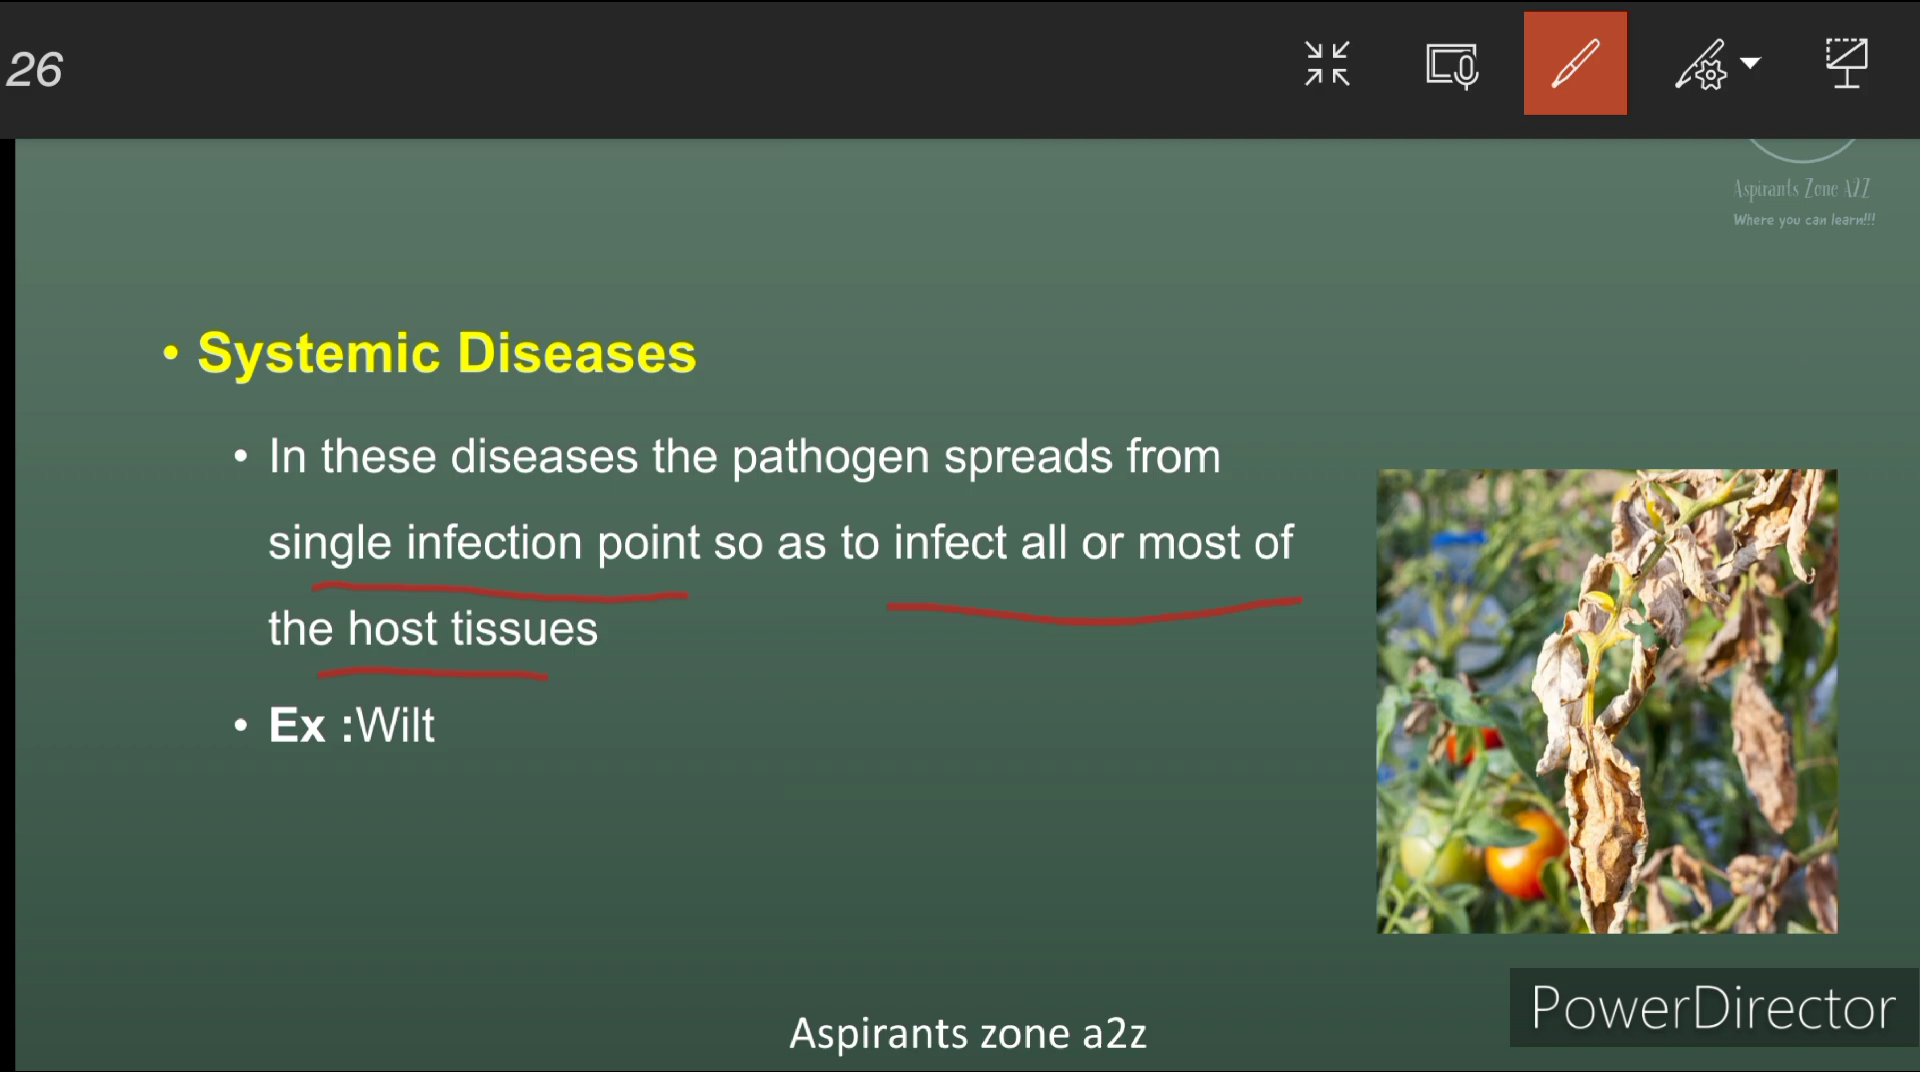 26
Aspirants Zone A2Z
Where you can learn!!!
• Systemic Diseases
• In these diseases the pathogen spreads from
single infection point so as to infect all or most of
the host tissues
• Ex :Wilt
Aspirants zone a2z
PowerDirector